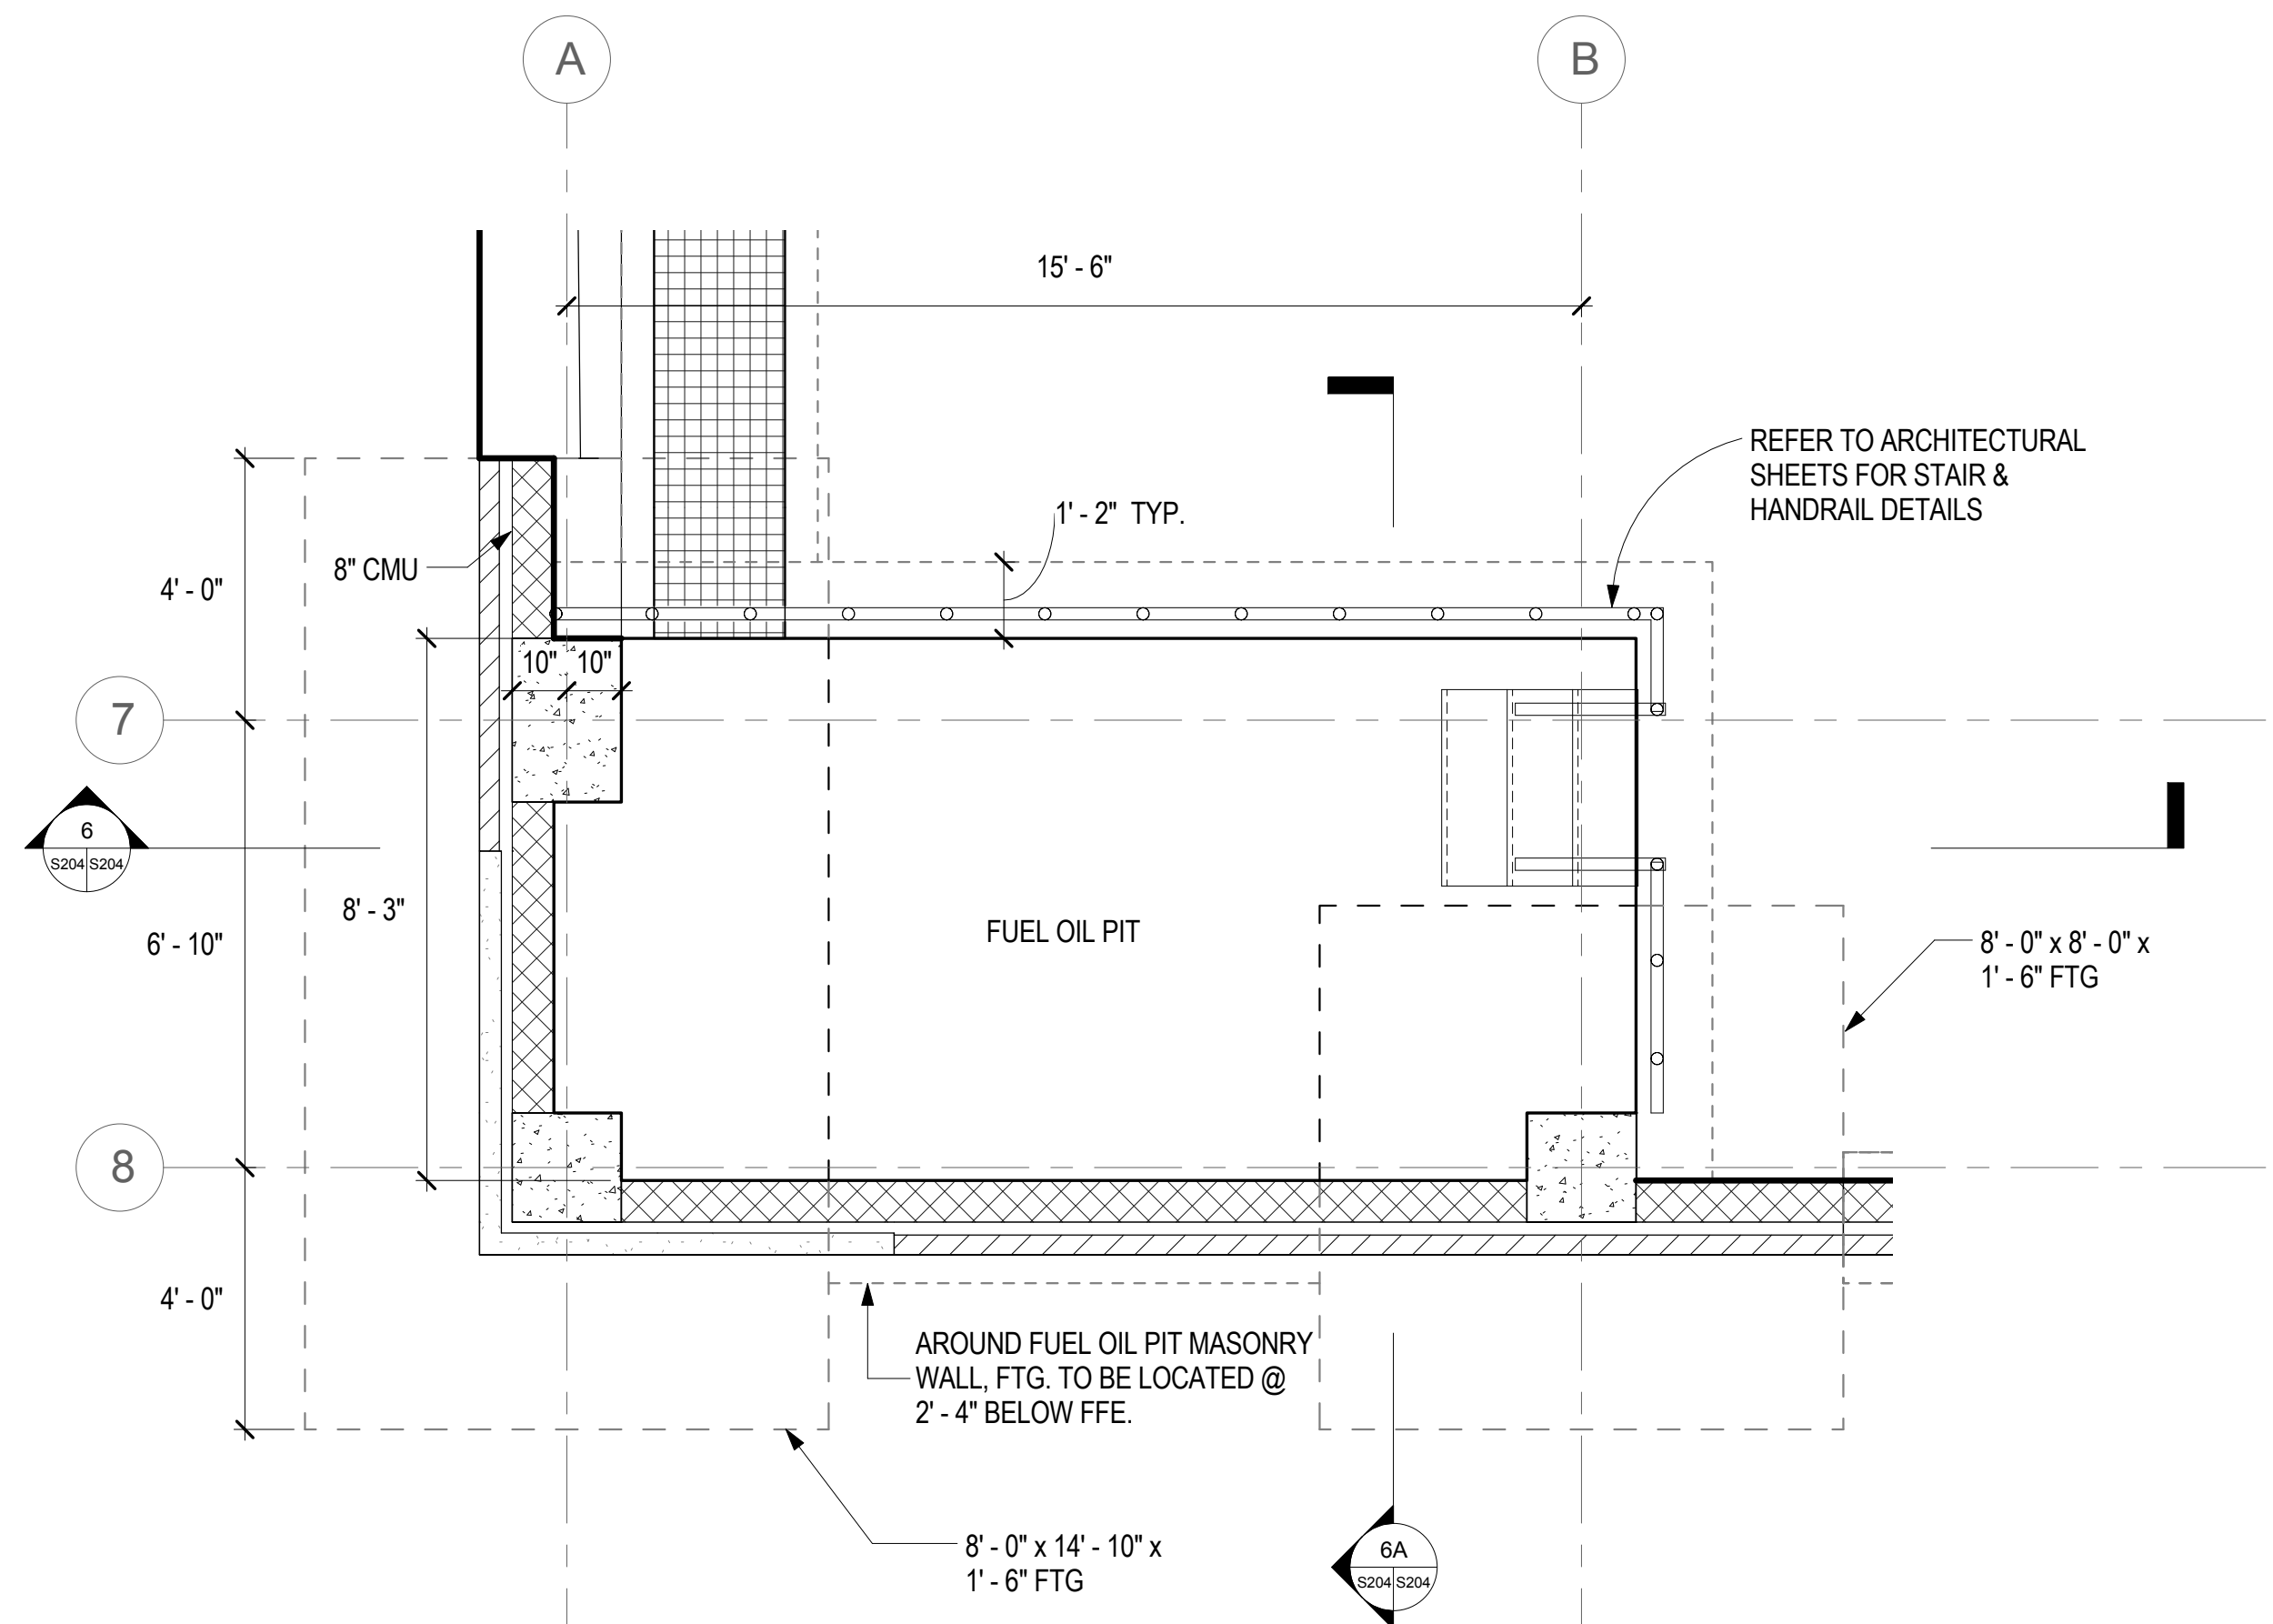 A
B
15' - 6"
REFER TO ARCHITECTURAL
SHEETS FOR STAIR &
HANDRAIL DETAILS
1' - 2" TYP.
8" CMU
4' - 0"
10" 10"
7
6
S204 S204
8' - 3"
6' - 10"
FUEL OIL PIT
8' - 0" x 8' - 0" x
1' - 6" FTG
8
4' - 0"
AROUND FUEL OIL PIT MASONRY
WALL, FTG. TO BE LOCATED @
2' - 4" BELOW FFE.
8' - 0" x 14' - 10" x
1' - 6" FTG
6A
S204 S204